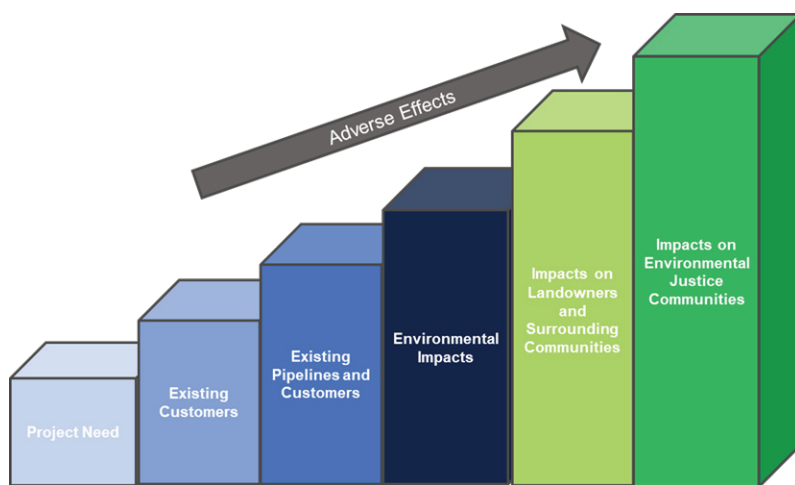 Adverse Effects
Project Need
Existing
Customers
Existing
Pipelines and
Customers
Environmental
Impacts
Impacts on
Landowners
and
Surrounding
Communities
Impacts on
Environmental
Justice
Communities